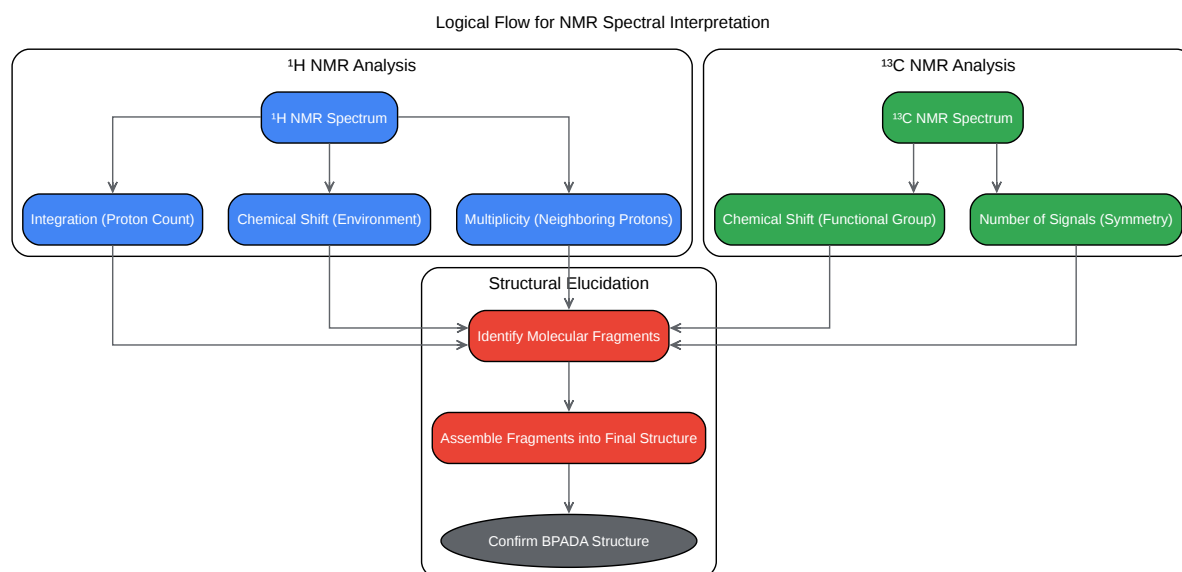 Logical Flow for NMR Spectral Interpretation
¹H NMR Analysis
¹³C NMR Analysis
¹H NMR Spectrum
¹³C NMR Spectrum
Integration (Proton Count)
Chemical Shift (Environment)
Multiplicity (Neighboring Protons)
Chemical Shift (Functional Group)
Number of Signals (Symmetry)
Structural Elucidation
Identify Molecular Fragments
Assemble Fragments into Final Structure
Confirm BPADA Structure